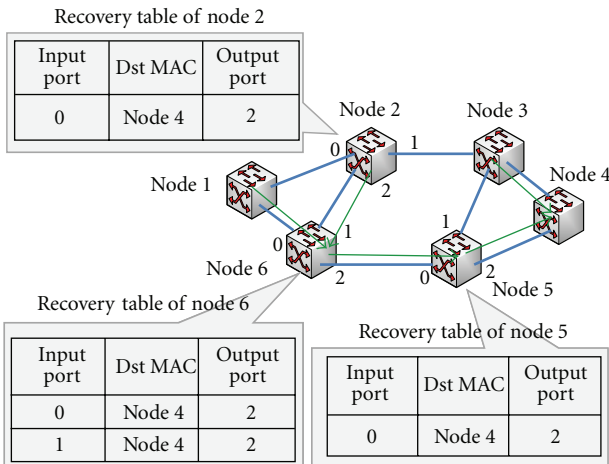 Recovery table of node 2
Input port Dst MAC Output port
0 Node 4 2
Node 2
Node 3
0
1
2
Node 1
Node 4
1
0
1
2
Node 6
0
2
Node 5
Recovery table of node 6
Input port Dst MAC Output port
0 Node 4 2
1 Node 4 2
Recovery table of node 5
Input port Dst MAC Output port
0 Node 4 2